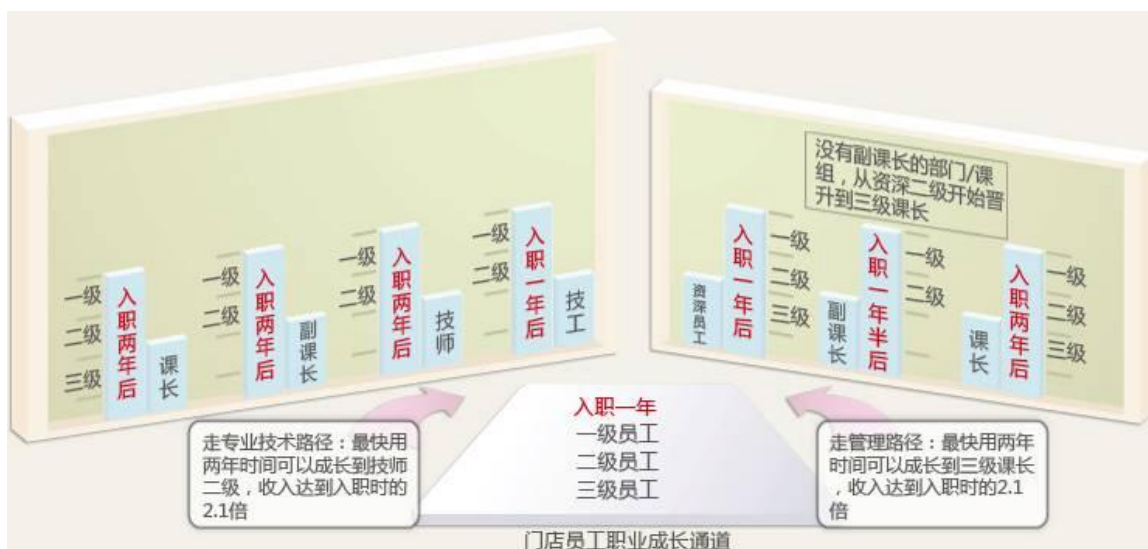 没有副课长的部门/课
组，从资深二级开始晋
升到三级课长
一级
二级
三级
入职两年后
课长
一级
二级
入职两年后
副课长
一级
二级
入职两年后
技师
一级
二级
入职一年后
技工
资深员工
入职一年后
一级
二级
三级
副课长
入职一年半后
一级
二级
课长
入职两年后
一级
二级
三级
走专业技术路径：最快用
两年时间可以成长到技师
二级，收入达到入职时的
2.1倍
入职一年
一级员工
二级员工
三级员工
走管理路径：最快用两年
时间可以成长到三级课长
，收入达到入职时的2.1
倍
门店员工职业成长通道